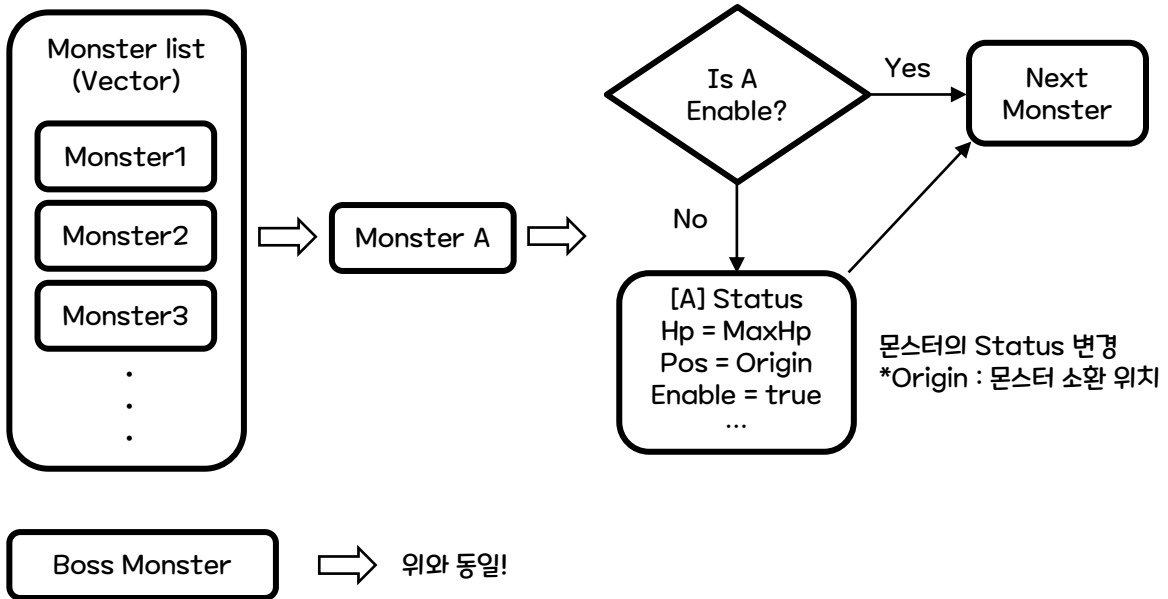 Monster list
(Vector)
Monster1
Monster2
Monster3
.
.
.
Monster A
Is A
Enable?
Yes
Next
Monster
No
[A] Status
Hp = MaxHp
Pos = Origin
Enable = true
...
몬스터의 Status 변경
*Origin : 몬스터 소환 위치
Boss Monster
위와 동일!